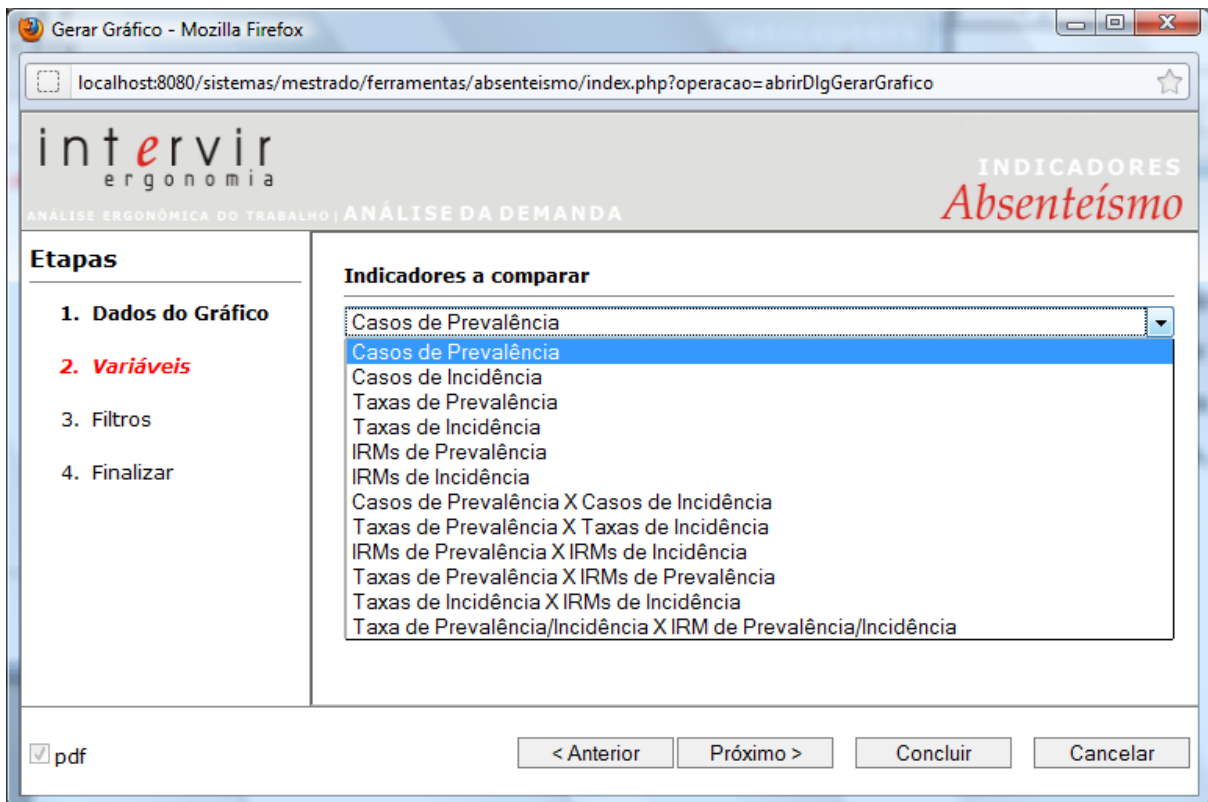 Gerar Gráfico - Mozilla Firefox
localhost:8080/sistemas/mestrado/ferramentas/absenteismo/index.php?operacao=abrirDlgGerarGrafico
intervir
ergonomia
ANÁLISE ERGONÔMICA DO TRABALHO | ANÁLISE DA DEMANDA
INDICADORES
Absenteísmo
Etapas
1. Dados do Gráfico
2. Variáveis
3. Filtros
4. Finalizar
Indicadores a comparar
Casos de Prevalência
Casos de Prevalência
Casos de Incidência
Taxas de Prevalência
Taxas de Incidência
IRMs de Prevalência
IRMs de Incidência
Casos de Prevalência X Casos de Incidência
Taxas de Prevalência X Taxas de Incidência
IRMs de Prevalência X IRMs de Incidência
Taxas de Prevalência X IRMs de Prevalência
Taxas de Incidência X IRMs de Incidência
Taxa de Prevalência/Incidência X IRM de Prevalência/Incidência
pdf
< Anterior Próximo > Concluir Cancelar